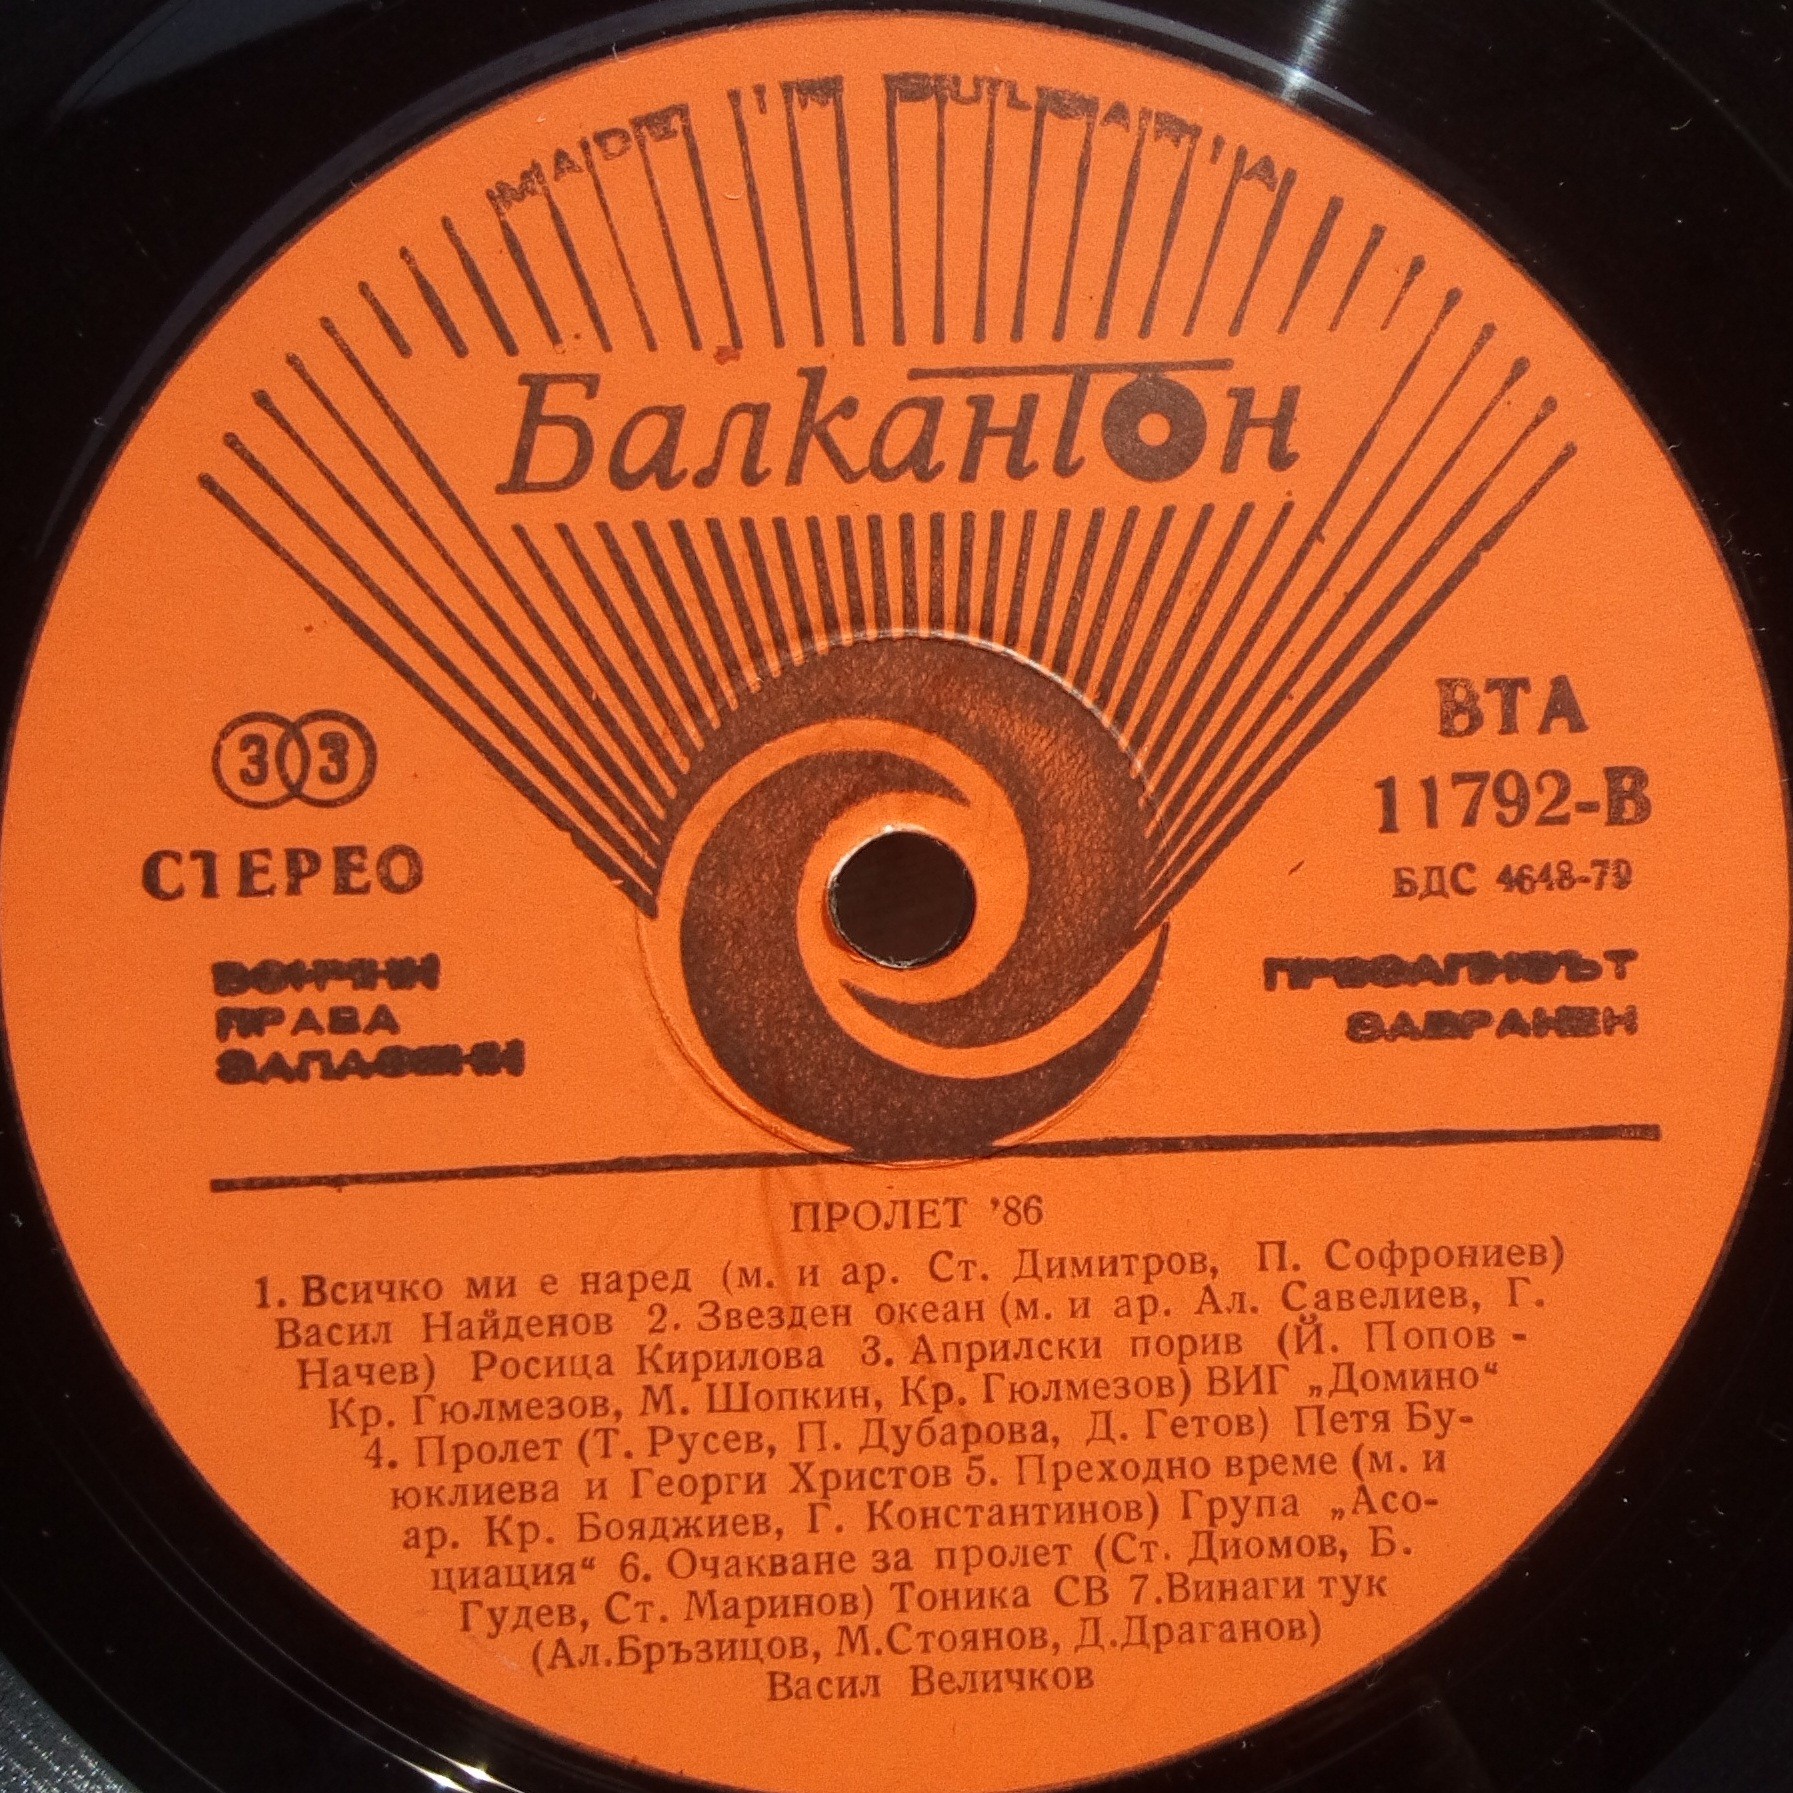 MADE IN BULGARIA
Балкантон
33
СТЕРЕО
ВТА
11792-В
БДС 4648-79
ВСИЧКИ
ПРАВА
ЗАПАЗЕНИ
ПРЕЗАПИСЪТ
ЗАБРАНЕН
ПРОЛЕТ '86
1. Всичко ми е наред (м. и ар. Ст. Димитров, П. Софрониев)
Васил Найденов 2. Звезден океан (м. и ар. Ал. Савелиев, Г.
Начев) Росица Кирилова 3. Априлски порив (Й. Попов -
Кр. Гюлмезов, М. Шопкин, Кр. Гюлмезов) ВИГ „Домино“
4. Пролет (Т. Русев, П. Дубарова, Д. Гетов) Петя Бу-
юклиева и Георги Христов 5. Преходно време (м. и
ар. Кр. Бояджиев, Г. Константинов) Група „Асо-
циация“ 6. Очакване за пролет (Ст. Диомов, Б.
Гудев, Ст. Маринов) Тоника СВ 7. Винаги тук
(Ал.Бръзицов, М.Стоянов, Д.Драганов)
Васил Величков